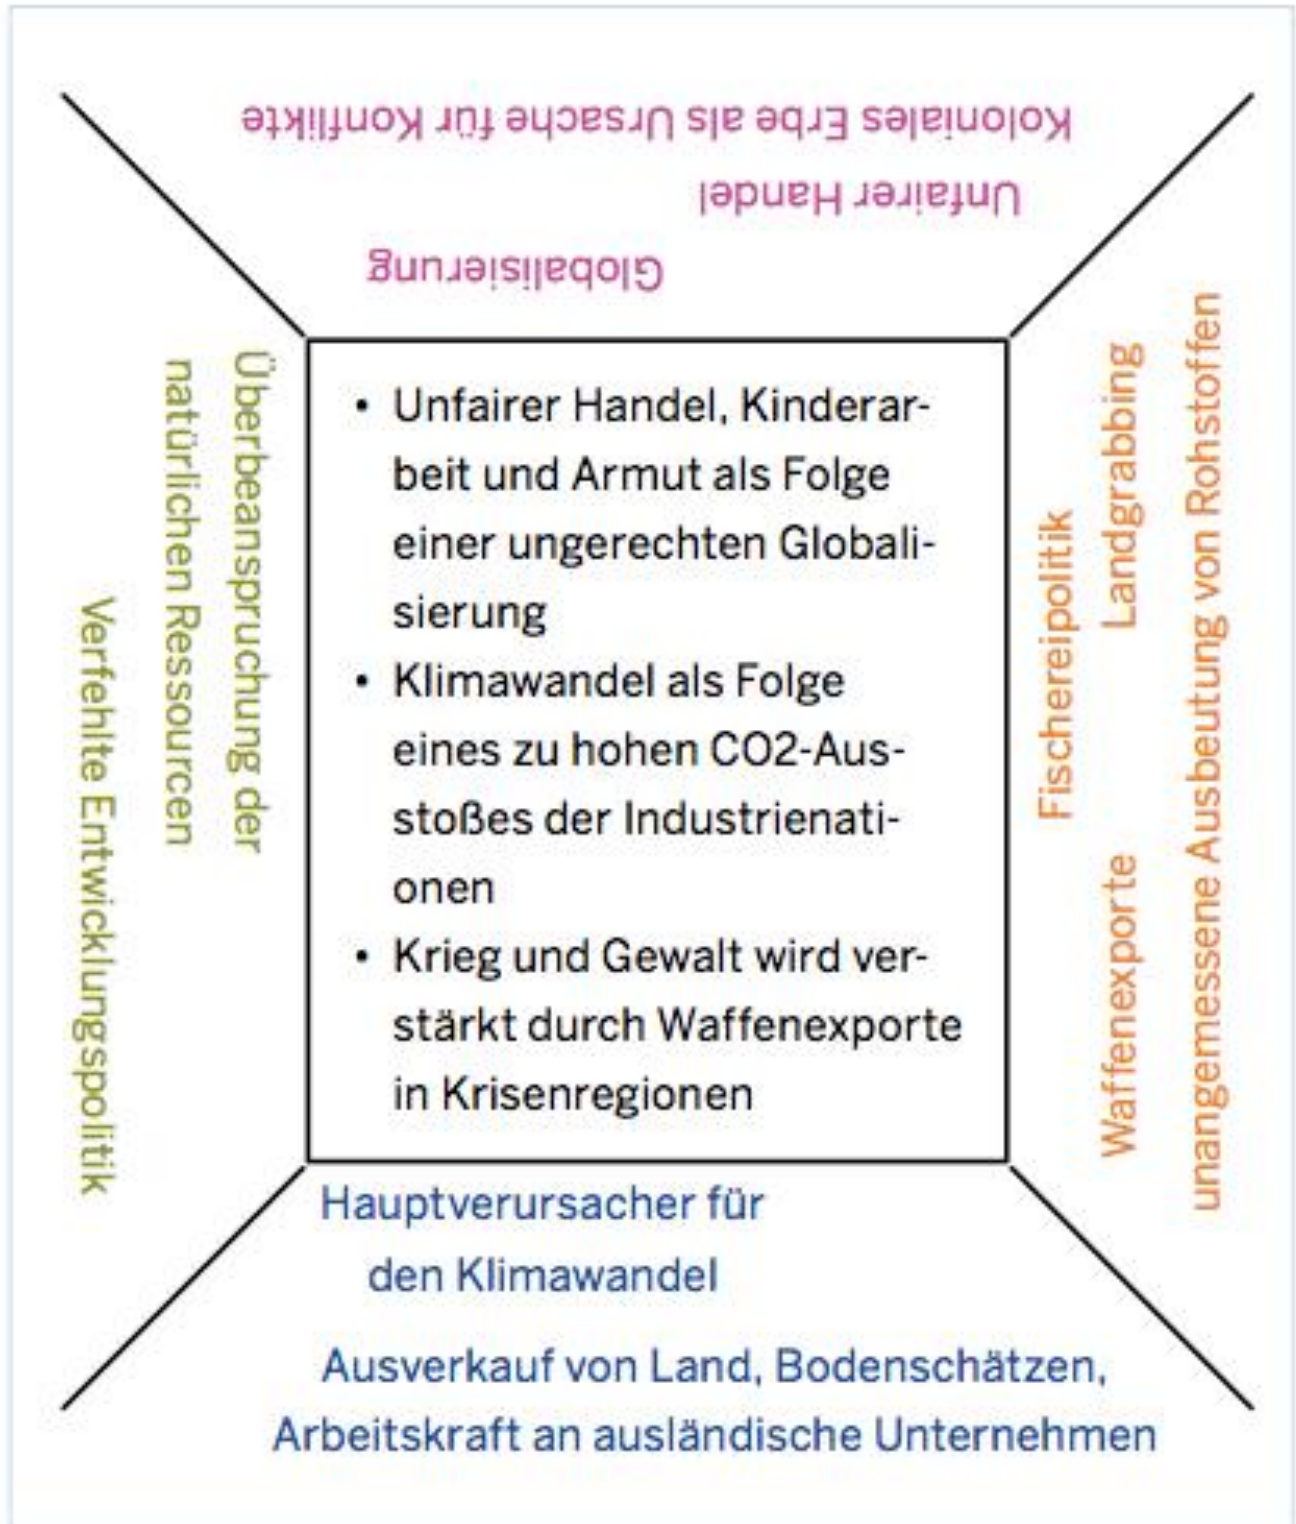 Koloniales Erbe als Ursache für Konflikte
Unfairer Handel
Globalisierung
Überbeanspruchung der
natürlichen Ressourcen
Verfehlte Entwicklungspolitik
• Unfairer Handel, Kinderar-
beit und Armut als Folge
einer ungerechten Globali-
sierung
• Klimawandel als Folge
eines zu hohen CO2-Aus-
stoßes der Industrienati-
onen
• Krieg und Gewalt wird ver-
stärkt durch Waffenexporte
in Krisenregionen
Fischereipolitik
Landgrabbing
Waffenexporte
unangemessene Ausbeutung von Rohstoffen
Hauptverursacher für
den Klimawandel
Ausverkauf von Land, Bodenschätzen,
Arbeitskraft an ausländische Unternehmen